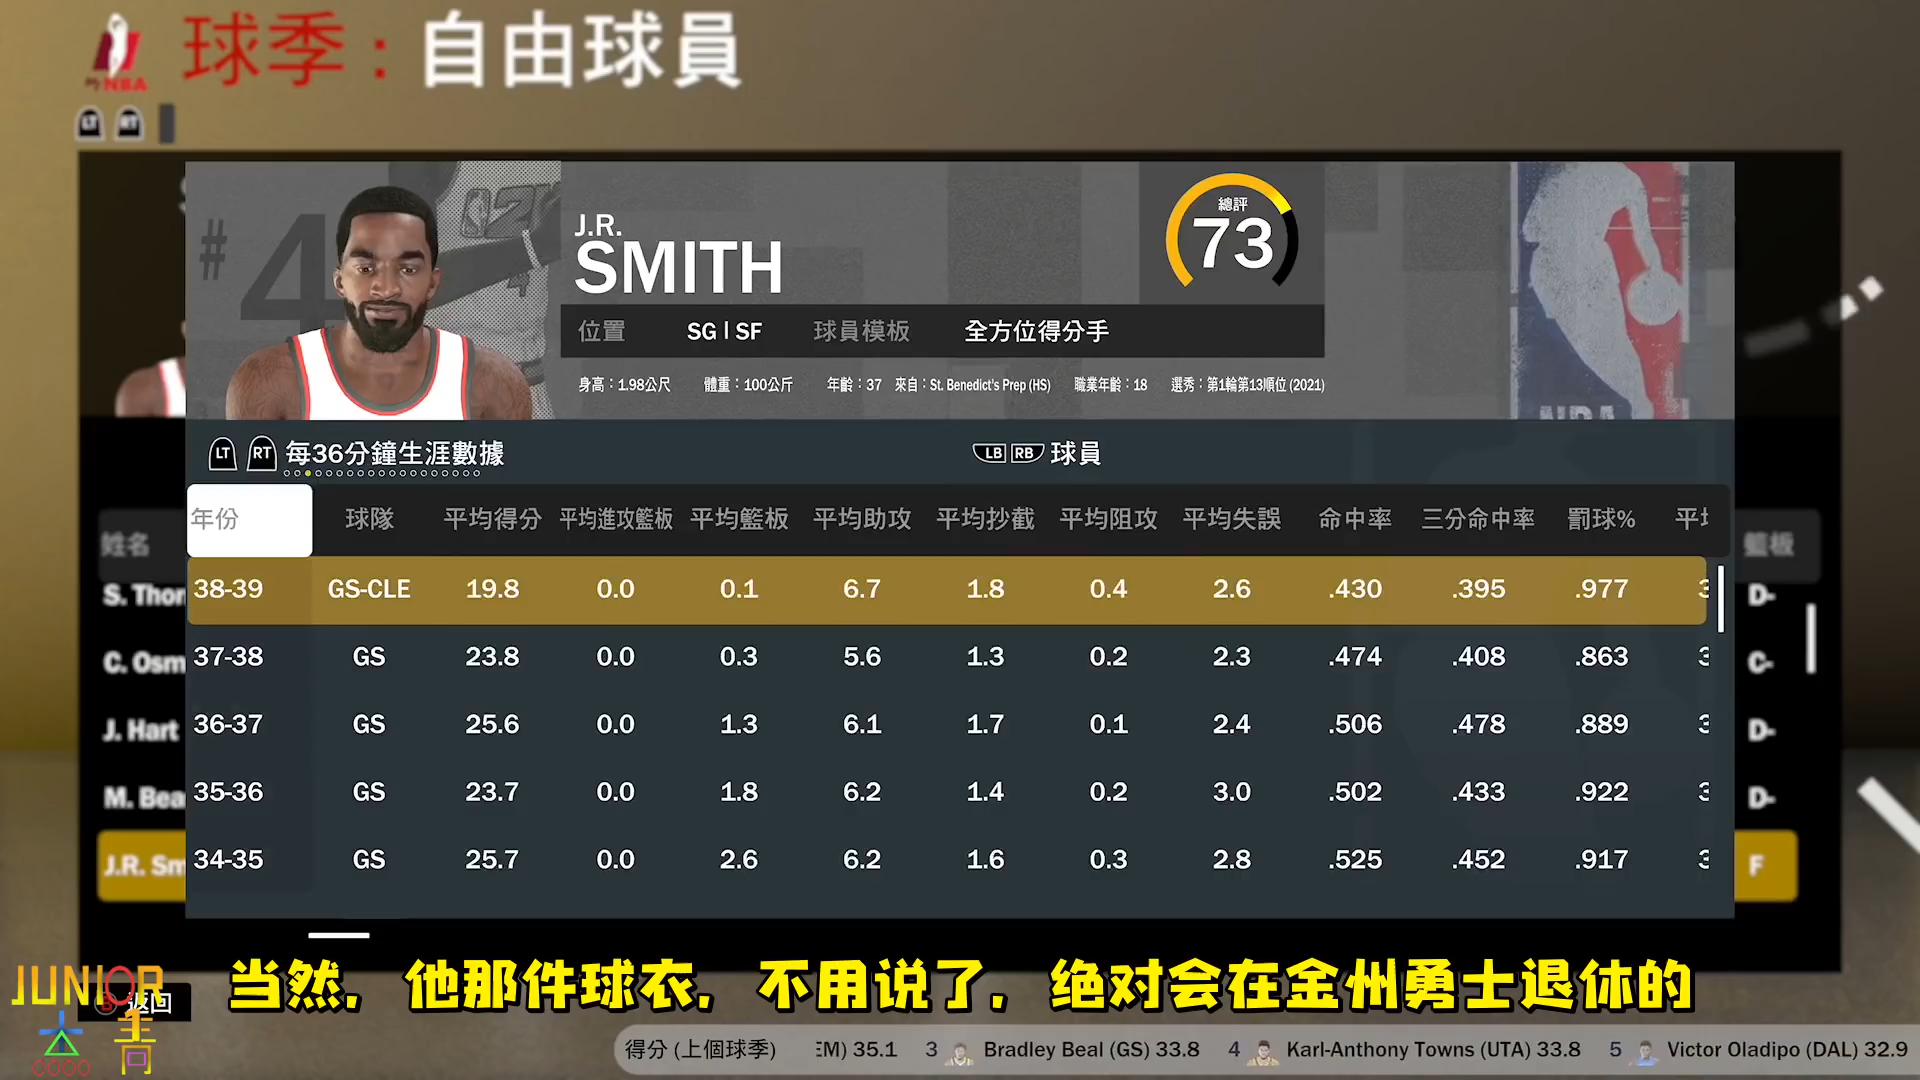 球季：自由球員
LT RT
#4
J.R.
SMITH
總評
73
位置 SG | SF 球員模板 全方位得分手
身高：1.98公尺 體重：100公斤 年齡：37 來自：St. Benedict's Prep (HS) 職業年齡：18 選秀：第1輪第13順位 (2021)
LT RT 每36分鐘生涯數據 LB RB 球員
年份 球隊 平均得分 平均進攻籃板 平均籃板 平均助攻 平均抄截 平均阻攻 平均失誤 命中率 三分命中率 罰球%
38-39 GS-CLE 19.8 0.0 0.1 6.7 1.8 0.4 2.6 .430 .395 .977
37-38 GS 23.8 0.0 0.3 5.6 1.3 0.2 2.3 .474 .408 .863
36-37 GS 25.6 0.0 1.3 6.1 1.7 0.1 2.4 .506 .478 .889
35-36 GS 23.7 0.0 1.8 6.2 1.4 0.2 3.0 .502 .433 .922
34-35 GS 25.7 0.0 2.6 6.2 1.6 0.3 2.8 .525 .452 .917
姓名 籃板
S. Thor D-
C. Osm C-
J. Hart D-
M. Bea D-
J.R. Sm F
当然，他那件球衣，不用说了，绝对会在金州勇士退休的
JUNIOR
B 返回
得分 (上個球季) EM) 35.1 3 Bradley Beal (GS) 33.8 4 Karl-Anthony Towns (UTA) 33.8 5 Victor Oladipo (DAL) 32.9